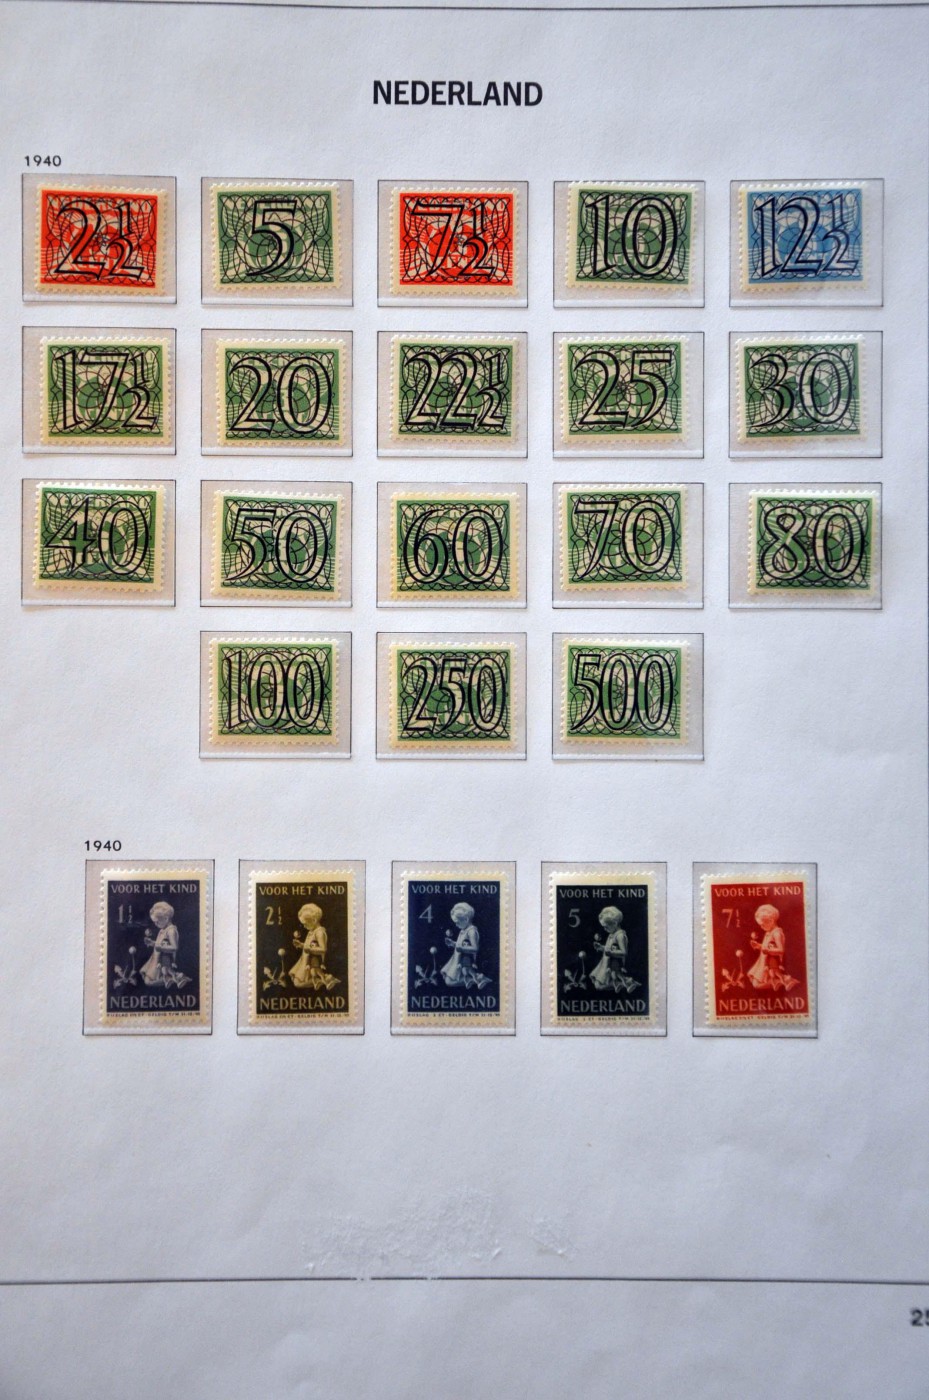 NEDERLAND
1940
2½ 5 7½ 10 12½
17½ 20 22½ 25 30
40 50 60 70 80
100 250 500
1940
VOOR HET KIND VOOR HET KIND VOOR HET KIND VOOR HET KIND VOOR HET KIND
1½ 2½ 4 5 7½
NEDERLAND NEDERLAND NEDERLAND NEDERLAND NEDERLAND
25